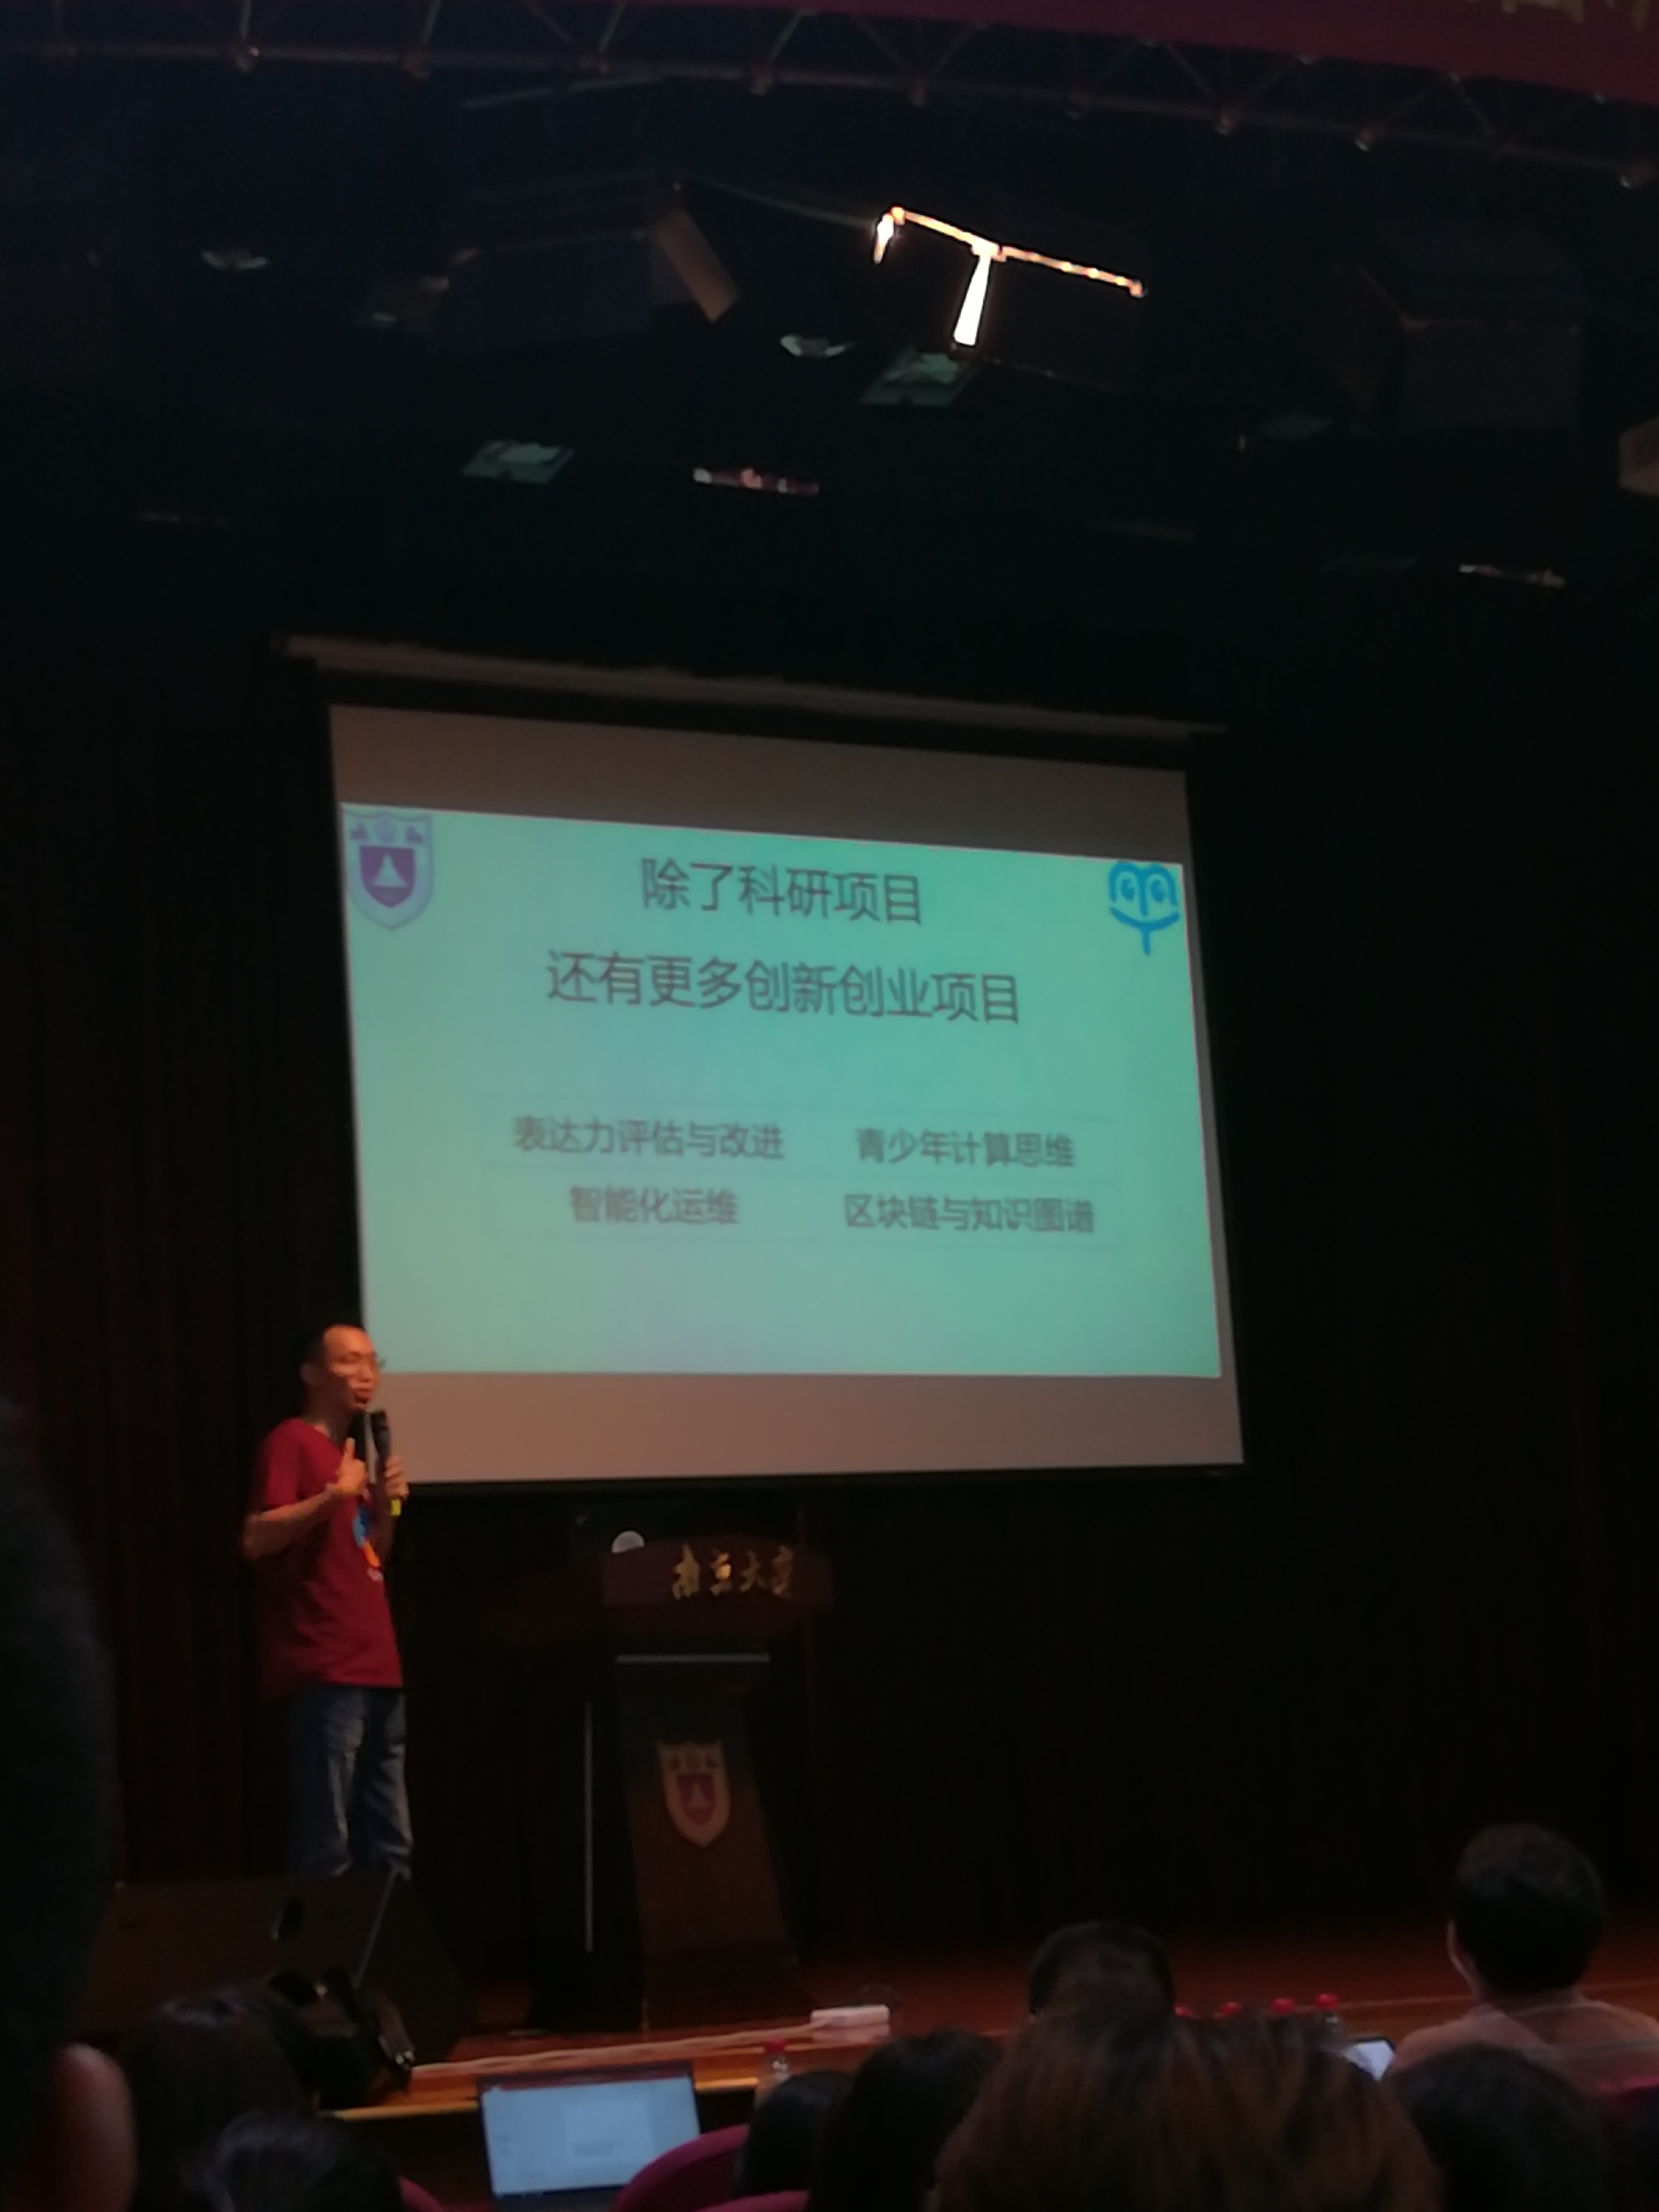 除了科研项目
还有更多创新创业项目
表达力评估与改进 青少年计算思维
智能化运维 区块链与知识图谱
南京大学